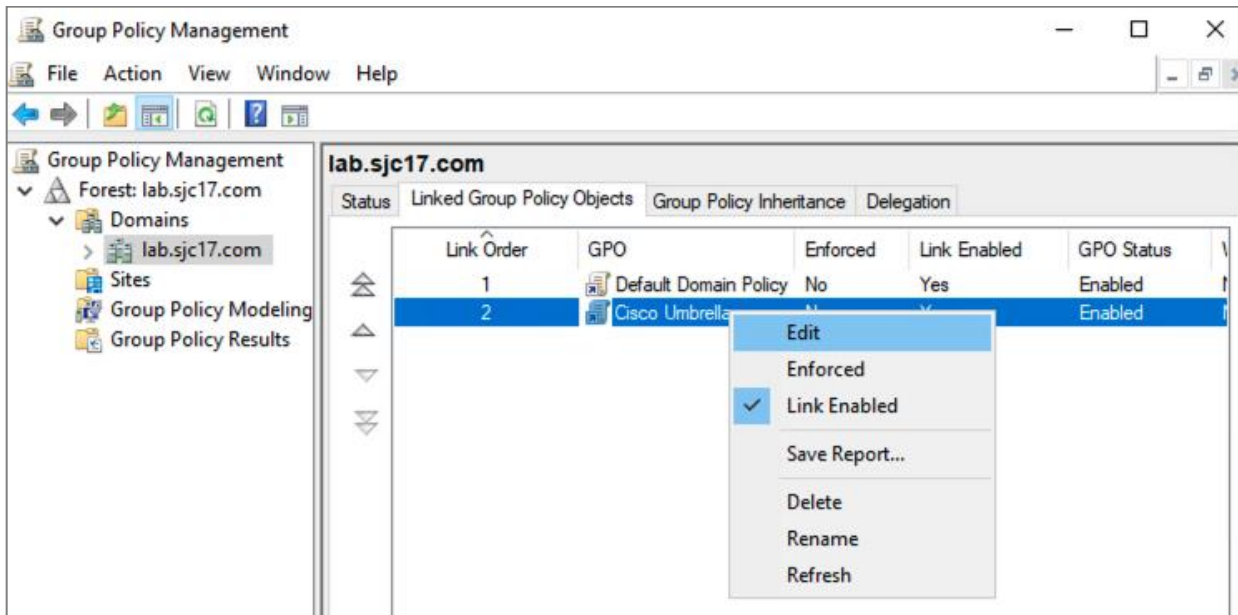 Group Policy Management
File Action View Window Help
Group Policy Management
Forest: lab.sjc17.com
Domains
lab.sjc17.com
Sites
Group Policy Modeling
Group Policy Results
lab.sjc17.com
Status Linked Group Policy Objects Group Policy Inheritance Delegation
Link Order GPO Enforced Link Enabled GPO Status
1 Default Domain Policy No Yes Enabled
2 Cisco Umbrella Enabled
Edit
Enforced
Link Enabled
Save Report...
Delete
Rename
Refresh